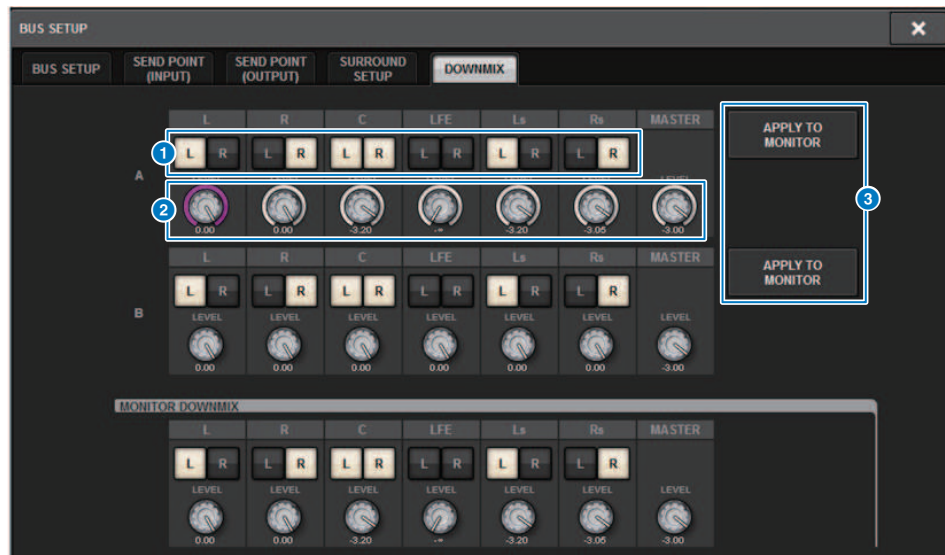 BUS SETUP
BUS SETUP
SEND POINT (INPUT)
SEND POINT (OUTPUT)
SURROUND SETUP
DOWNMIX
L R C LFE Ls Rs MASTER
APPLY TO MONITOR
1
L R L R L R L R L R L R
A
LEVEL
2
3
0.00 0.00 -3.20 -∞ -3.20 -3.05 -3.00
L R C LFE Ls Rs MASTER
APPLY TO MONITOR
L R L R L R L R L R L R
B
LEVEL LEVEL LEVEL LEVEL LEVEL LEVEL LEVEL
0.00 0.00 0.00 0.00 0.00 0.00 -3.00
MONITOR DOWNMIX
L R C LFE Ls Rs MASTER
L R L R L R L R L R L R
LEVEL LEVEL LEVEL LEVEL LEVEL LEVEL LEVEL
0.00 0.00 -3.20 -∞ -3.20 -3.05 -3.00